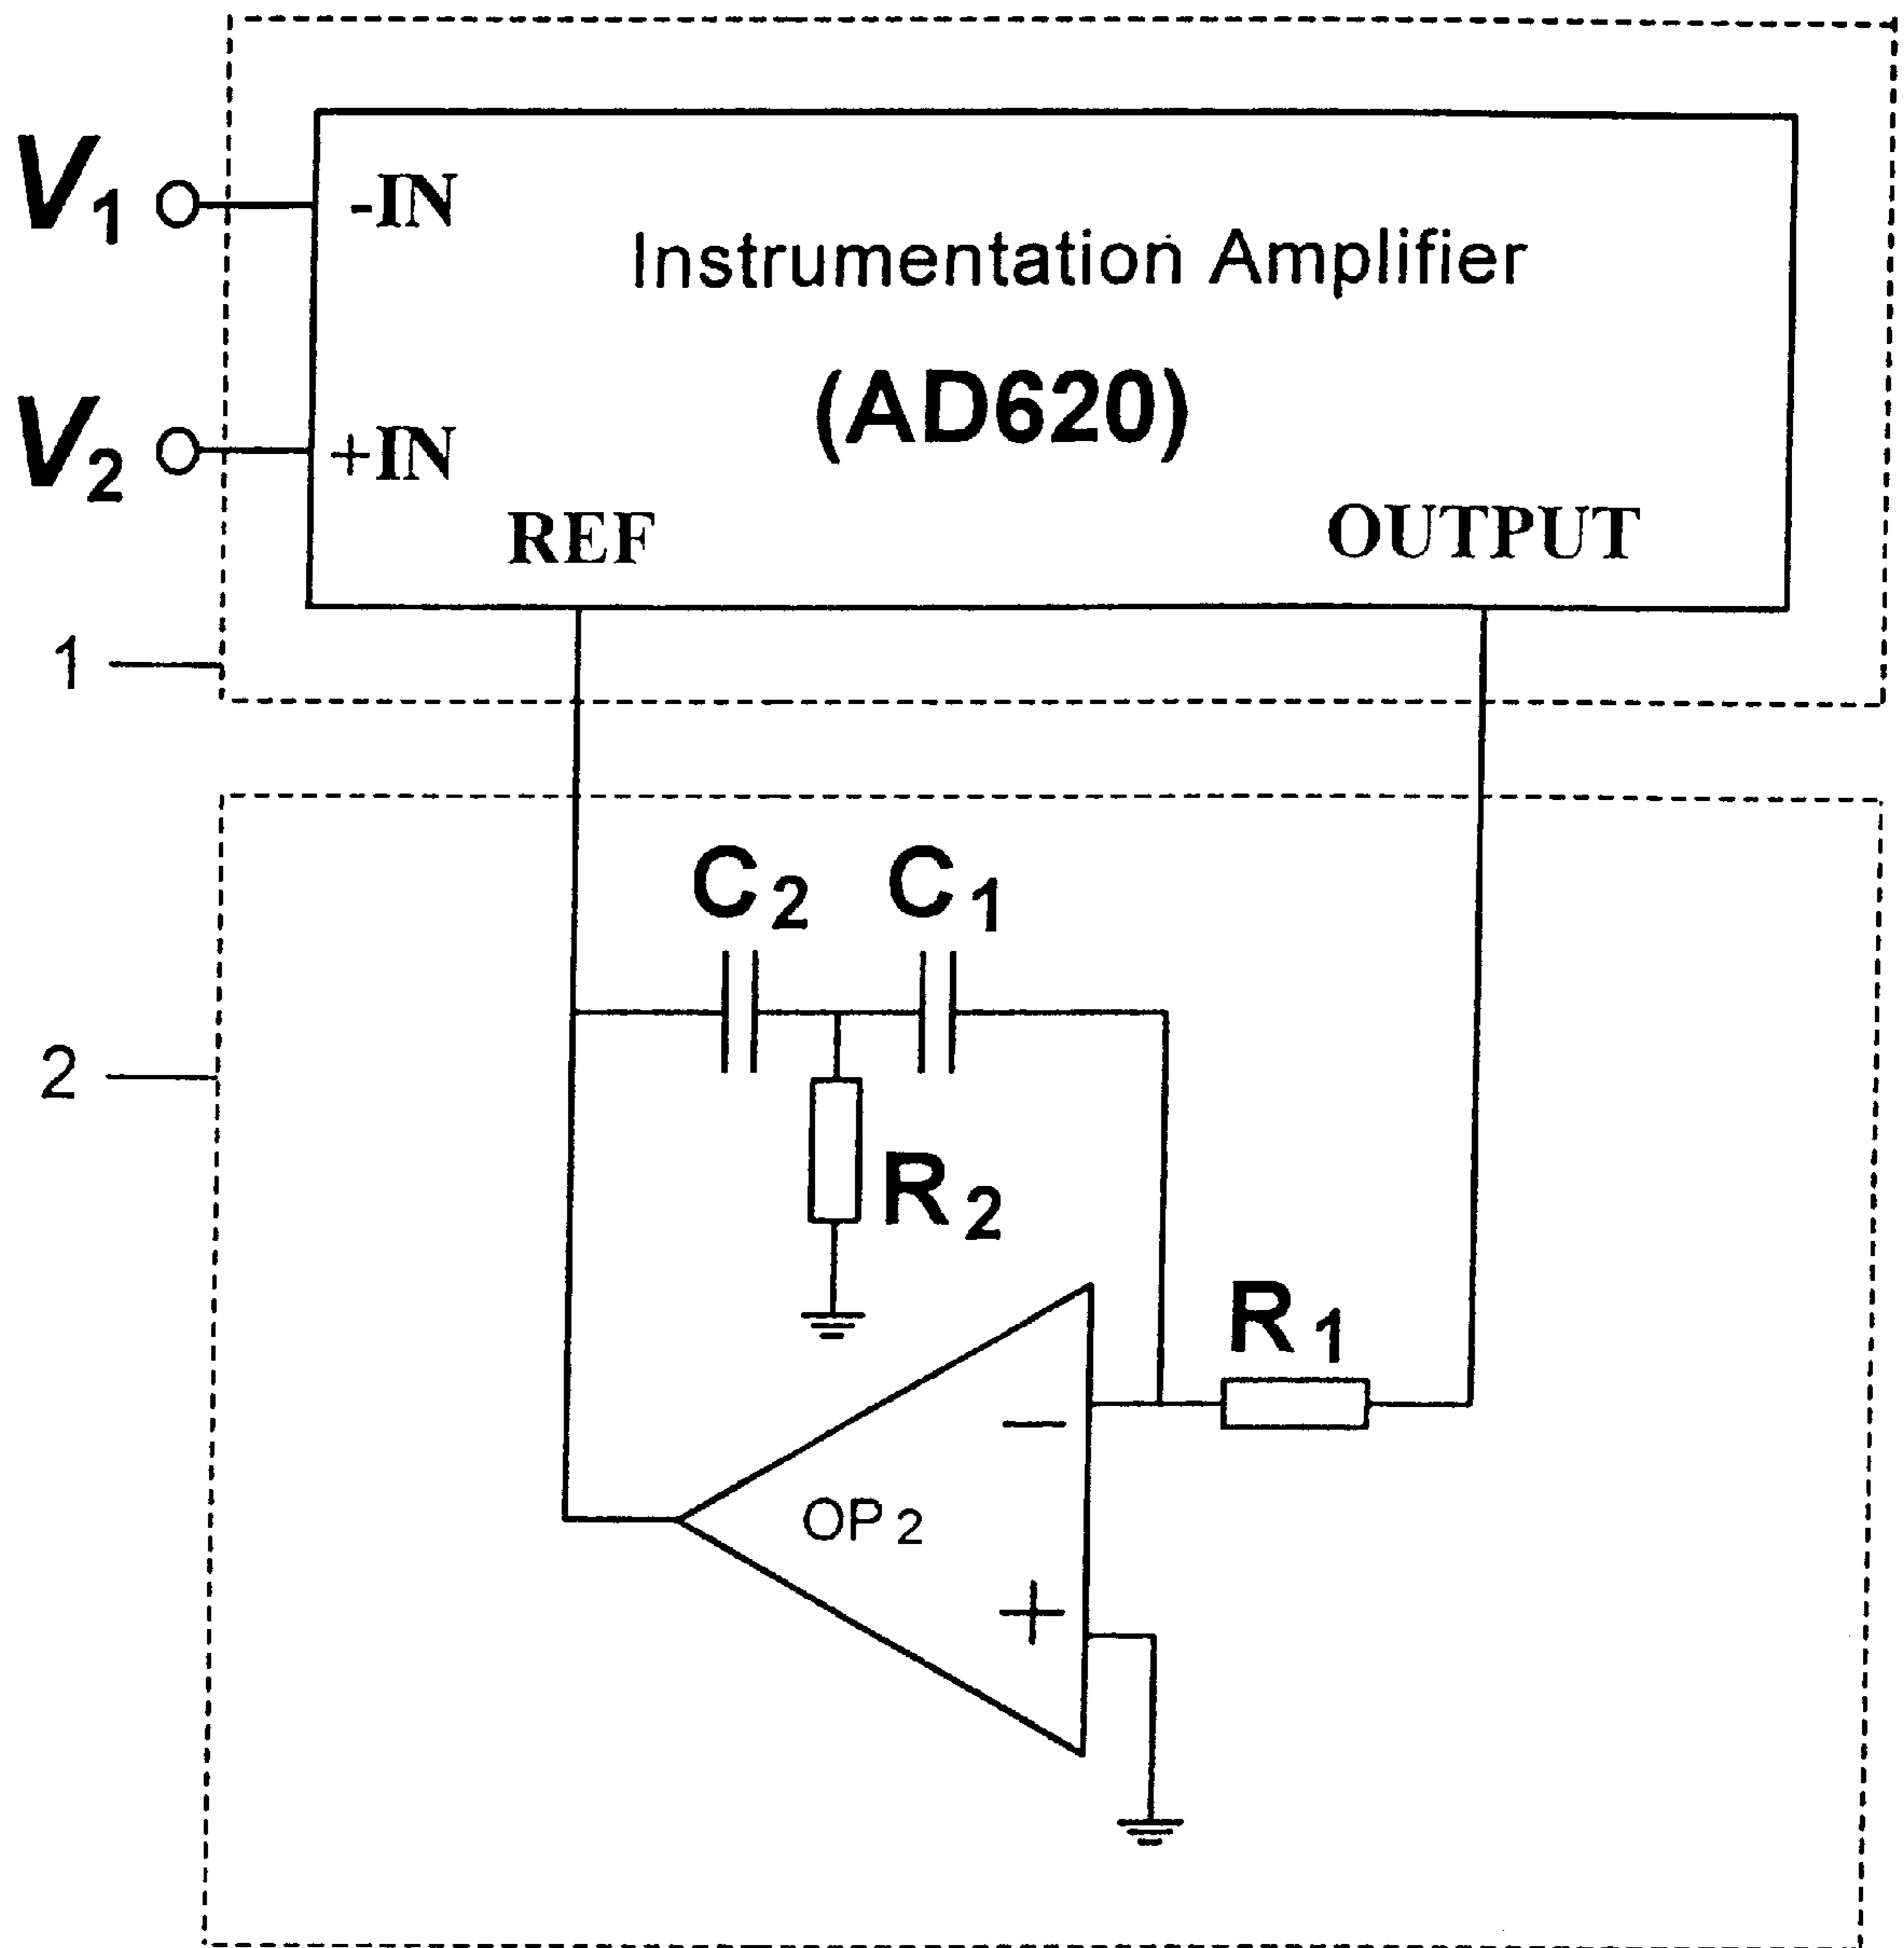 V1
-IN
Instrumentation Amplifier
(AD620)
V2
+IN
REF
OUTPUT
1
C2
C1
2
R2
R1
−
OP2
+